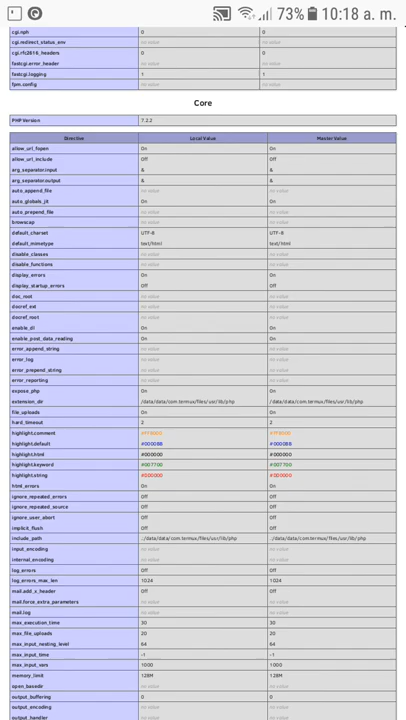 73% 10:18 a. m.
cgi.nph 0 0
cgi.redirect_status_env no value no value
cgi.rfc2616_headers 0 0
fastcgi.error_header no value no value
fastcgi.logging 1 1
fpm.config no value no value
Core
PHP Version 7.2.2
Directive Local Value Master Value
allow_url_fopen On On
allow_url_include Off Off
arg_separator.input & &
arg_separator.output & &
auto_append_file no value no value
auto_globals_jit On On
auto_prepend_file no value no value
browscap no value no value
default_charset UTF-8 UTF-8
default_mimetype text/html text/html
disable_classes no value no value
disable_functions no value no value
display_errors On On
display_startup_errors Off Off
doc_root no value no value
docref_ext no value no value
docref_root no value no value
enable_dl On On
enable_post_data_reading On On
error_append_string no value no value
error_log no value no value
error_prepend_string no value no value
error_reporting no value no value
expose_php On On
extension_dir /data/data/com.termux/files/usr/lib/php /data/data/com.termux/files/usr/lib/php
file_uploads On On
hard_timeout 2 2
highlight.comment #FF8000 #FF8000
highlight.default #0000BB #0000BB
highlight.html #000000 #000000
highlight.keyword #007700 #007700
highlight.string #DD0000 #DD0000
html_errors On On
ignore_repeated_errors Off Off
ignore_repeated_source Off Off
ignore_user_abort Off Off
implicit_flush Off Off
include_path .:/data/data/com.termux/files/usr/lib/php .:/data/data/com.termux/files/usr/lib/php
input_encoding no value no value
internal_encoding no value no value
log_errors Off Off
log_errors_max_len 1024 1024
mail.add_x_header Off Off
mail.force_extra_parameters no value no value
mail.log no value no value
max_execution_time 30 30
max_file_uploads 20 20
max_input_nesting_level 64 64
max_input_time -1 -1
max_input_vars 1000 1000
memory_limit 128M 128M
open_basedir no value no value
output_buffering 0 0
output_encoding no value no value
output_handler no value no value